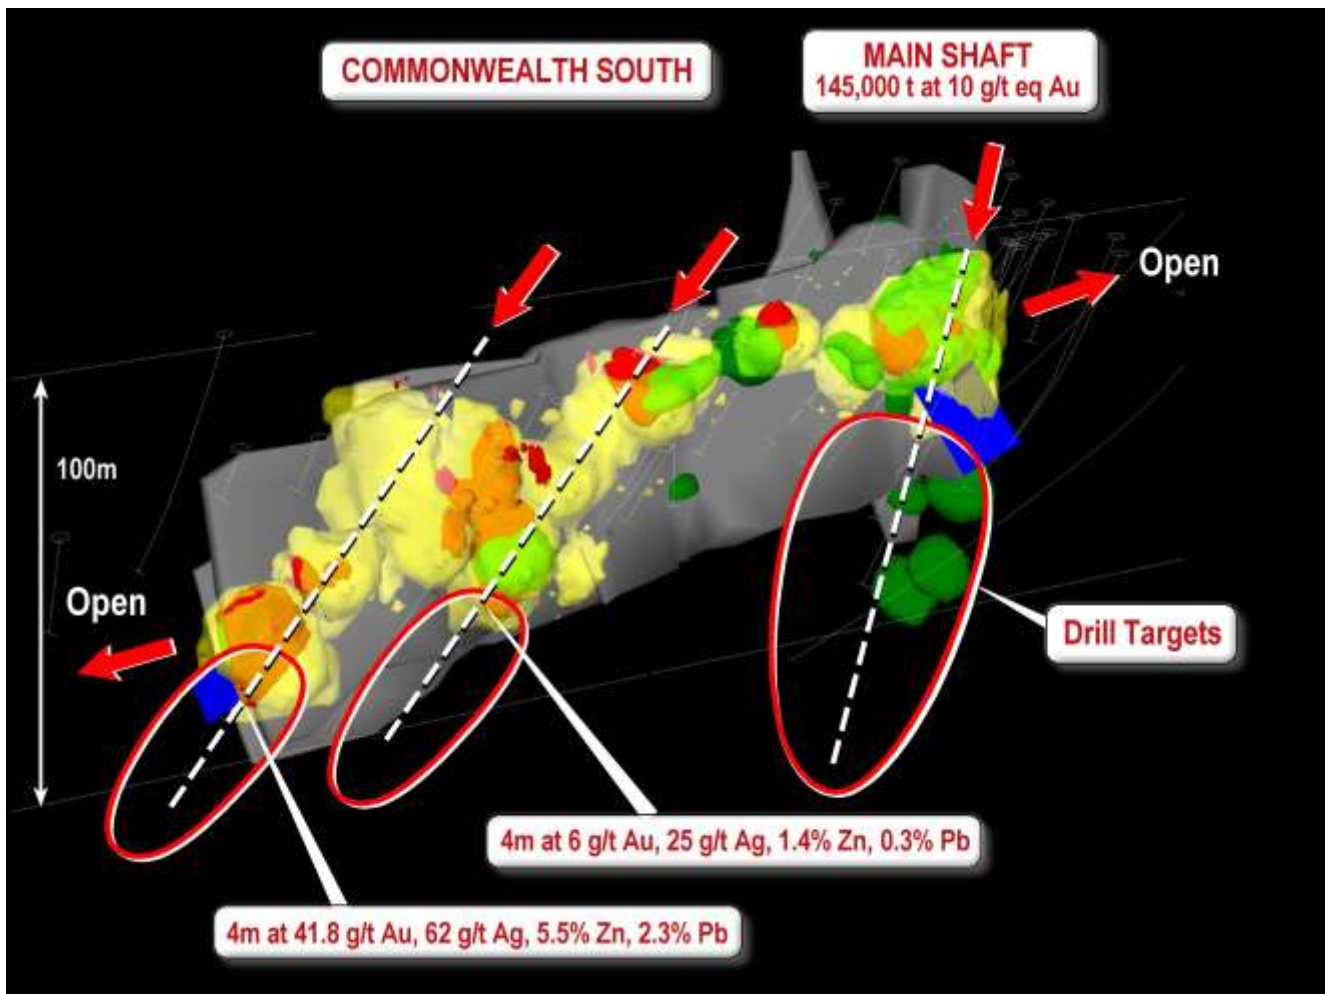 COMMONWEALTH SOUTH
MAIN SHAFT
145,000 t at 10 g/t eq Au
Open
100m
Open
Drill Targets
4m at 6 g/t Au, 25 g/t Ag, 1.4% Zn, 0.3% Pb
4m at 41.8 g/t Au, 62 g/t Ag, 5.5% Zn, 2.3% Pb